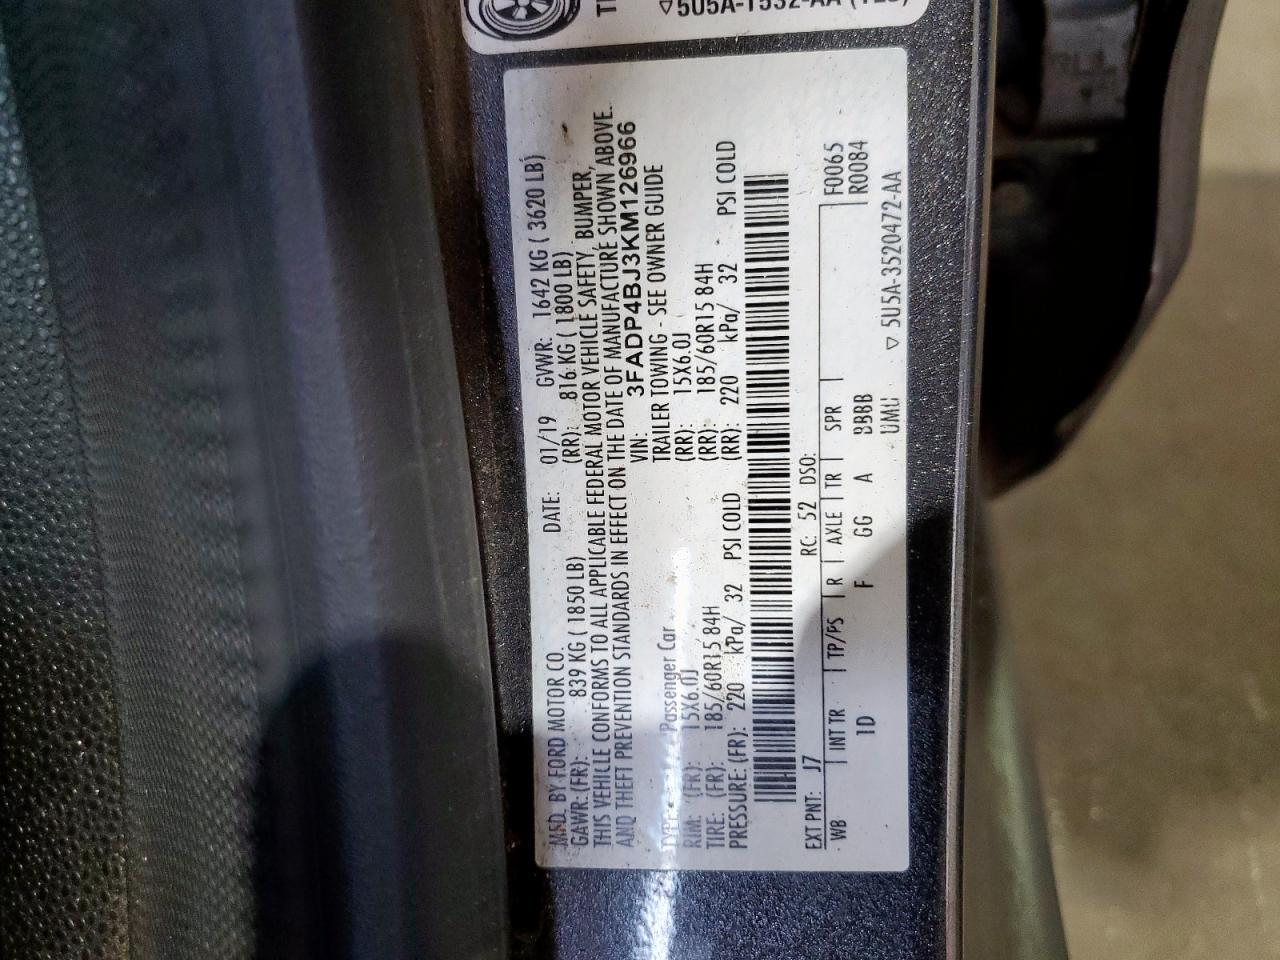 5U5A-1532-AA
MFD. BY FORD MOTOR CO. DATE: 01/19 GVWR: 1642 KG ( 3620 LB)
GAWR: (FR): 839 KG ( 1850 LB) (RR): 816 KG ( 1800 LB)
THIS VEHICLE CONFORMS TO ALL APPLICABLE FEDERAL MOTOR VEHICLE SAFETY, BUMPER,
AND THEFT PREVENTION STANDARDS IN EFFECT ON THE DATE OF MANUFACTURE SHOWN ABOVE.
VIN: 3FADP4BJ3KM126966
TYPE: Passenger Car TRAILER TOWING - SEE OWNER GUIDE
RIM: (FR): 15X6.0J (RR): 15X6.0J
TIRE: (FR): 185/60R15 84H (RR): 185/60R15 84H
PRESSURE: (FR): 220 kPa/ 32 PSI COLD (RR): 220 kPa/ 32 PSI COLD
EXT PNT: J7 RC: 52 DSO: F0065
WB INT TR TP/PS R AXLE TR SPR R0084
1D F GG A BBBB
UMU ▽ 5U5A-3520472-AA